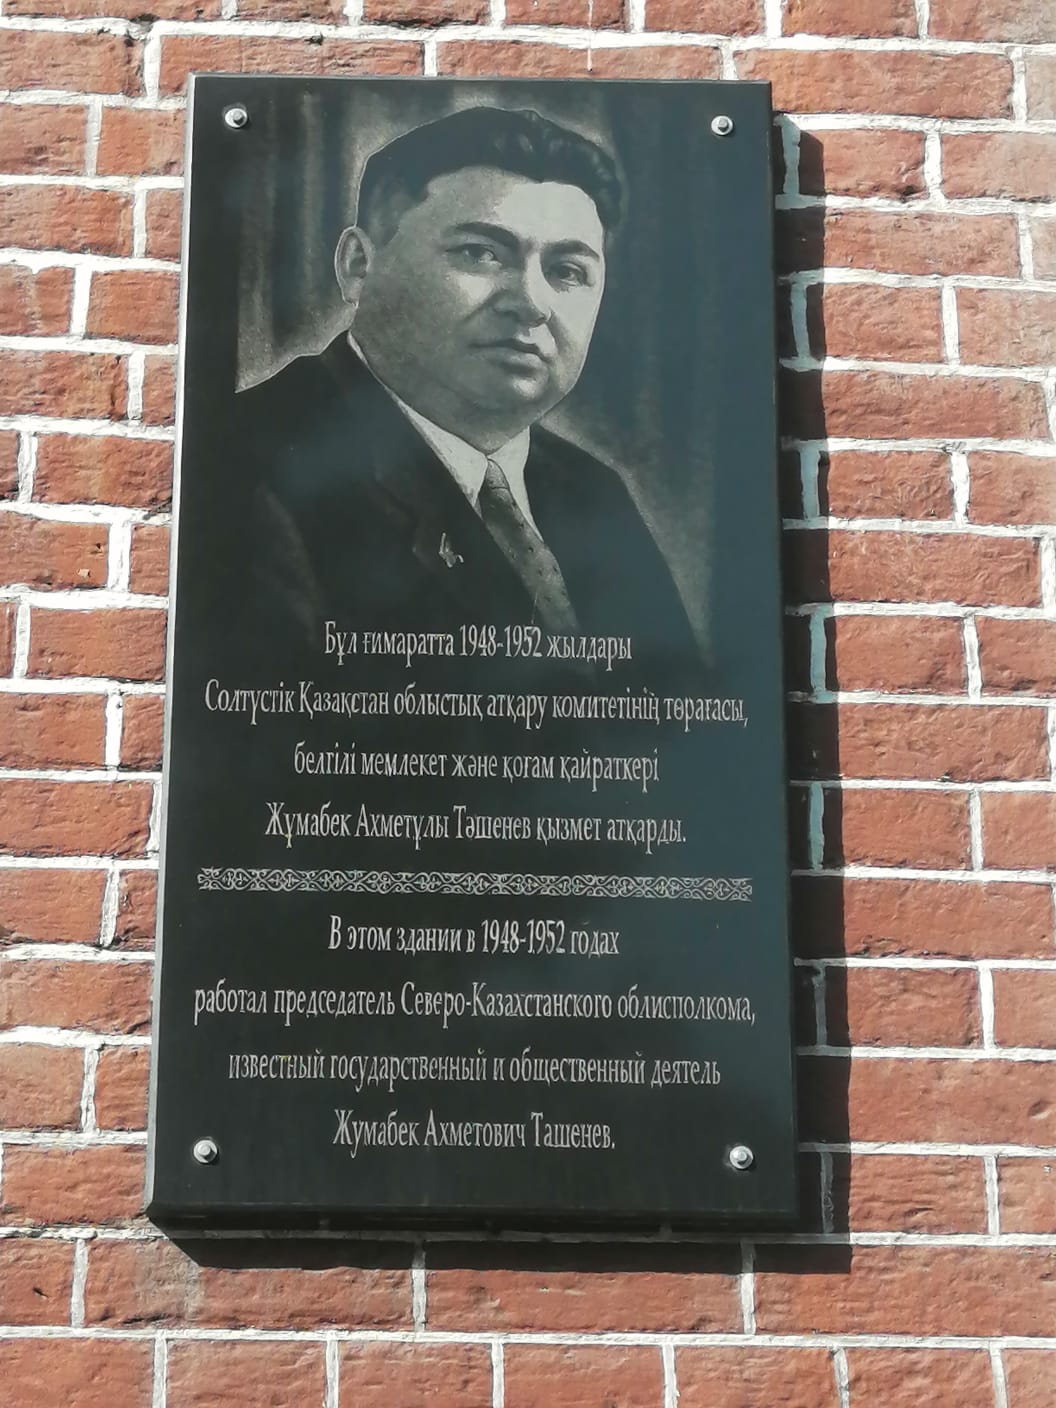 Бұл ғимаратта 1948-1952 жылдары
Солтүстік Қазақстан облыстық атқару комитетінің төрағасы,
белгілі мемлекет және қоғам қайраткері
Жұмабек Ахметұлы Тәшенев қызмет атқарды.
В этом здании в 1948-1952 годах
работал председатель Северо-Казахстанского облисполкома,
известный государственный и общественный деятель
Жумабек Ахметович Ташенев.